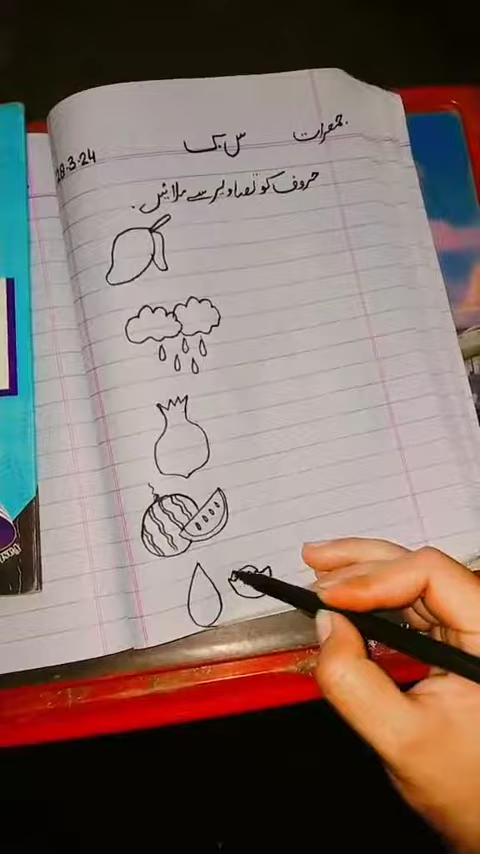 جمعرات س ک 28-3-24
حروف کو تصاویر سے ملائیں.